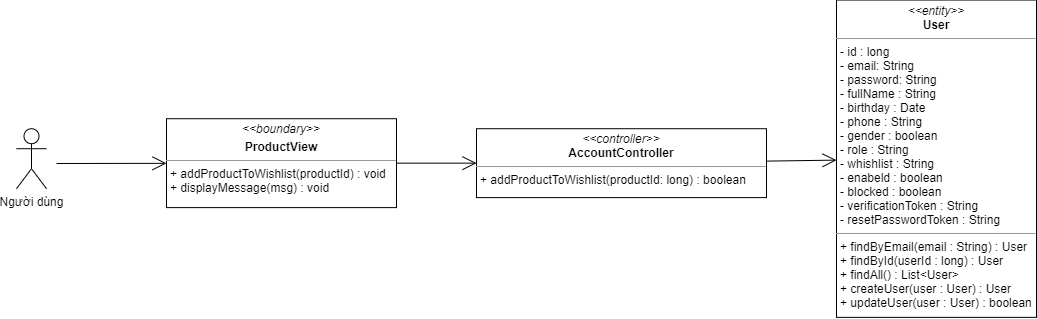 Người dùng
<<boundary>>
ProductView
+ addProductToWishlist(productId) : void
+ displayMessage(msg) : void
<<controller>>
AccountController
+ addProductToWishlist(productId: long) : boolean
<<entity>>
User
- id : long
- email: String
- password: String
- fullName : String
- birthday : Date
- phone : String
- gender : boolean
- role : String
- whishlist : String
- enabeld : boolean
- blocked : boolean
- verificationToken : String
- resetPasswordToken : String
+ findByEmail(email : String) : User
+ findById(userId : long) : User
+ findAll() : List<User>
+ createUser(user : User) : User
+ updateUser(user : User) : boolean